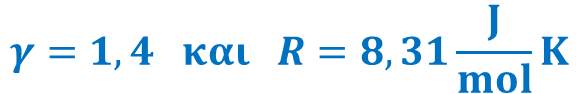 γ = 1, 4 και R = 8, 31 J/mol K